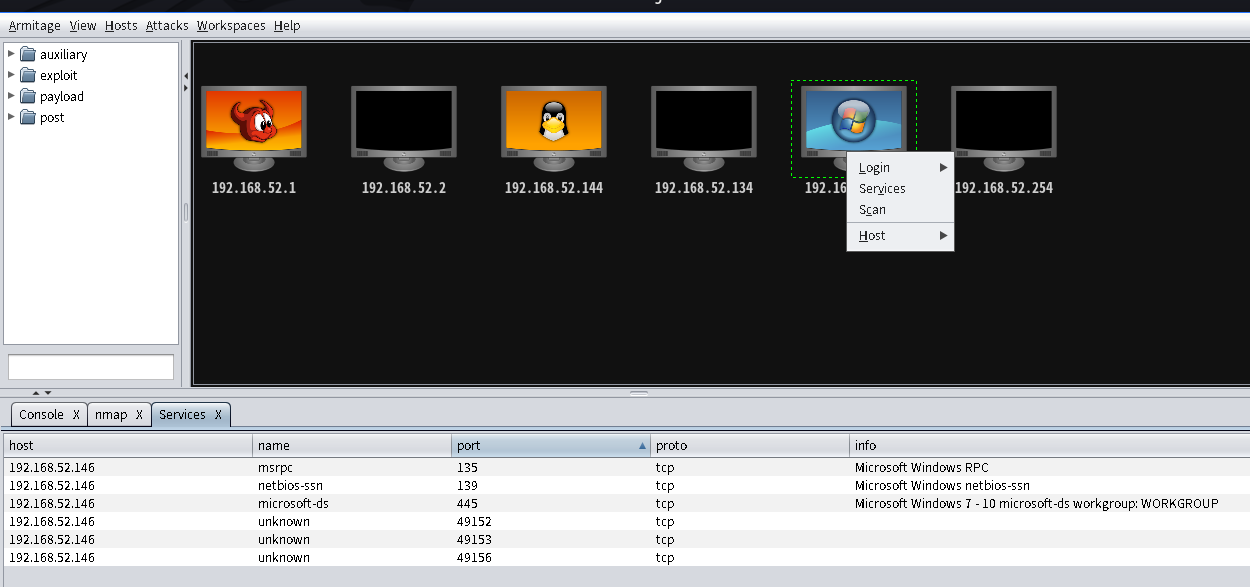 Armitage View Hosts Attacks Workspaces Help
auxiliary
exploit
payload
post
192.168.52.1 192.168.52.2 192.168.52.144 192.168.52.134 192.16 192.168.52.254
Login
Services
Scan
Host
Console X nmap X Services X
host name port proto info
192.168.52.146 msrpc 135 tcp Microsoft Windows RPC
192.168.52.146 netbios-ssn 139 tcp Microsoft Windows netbios-ssn
192.168.52.146 microsoft-ds 445 tcp Microsoft Windows 7 - 10 microsoft-ds workgroup: WORKGROUP
192.168.52.146 unknown 49152 tcp
192.168.52.146 unknown 49153 tcp
192.168.52.146 unknown 49156 tcp